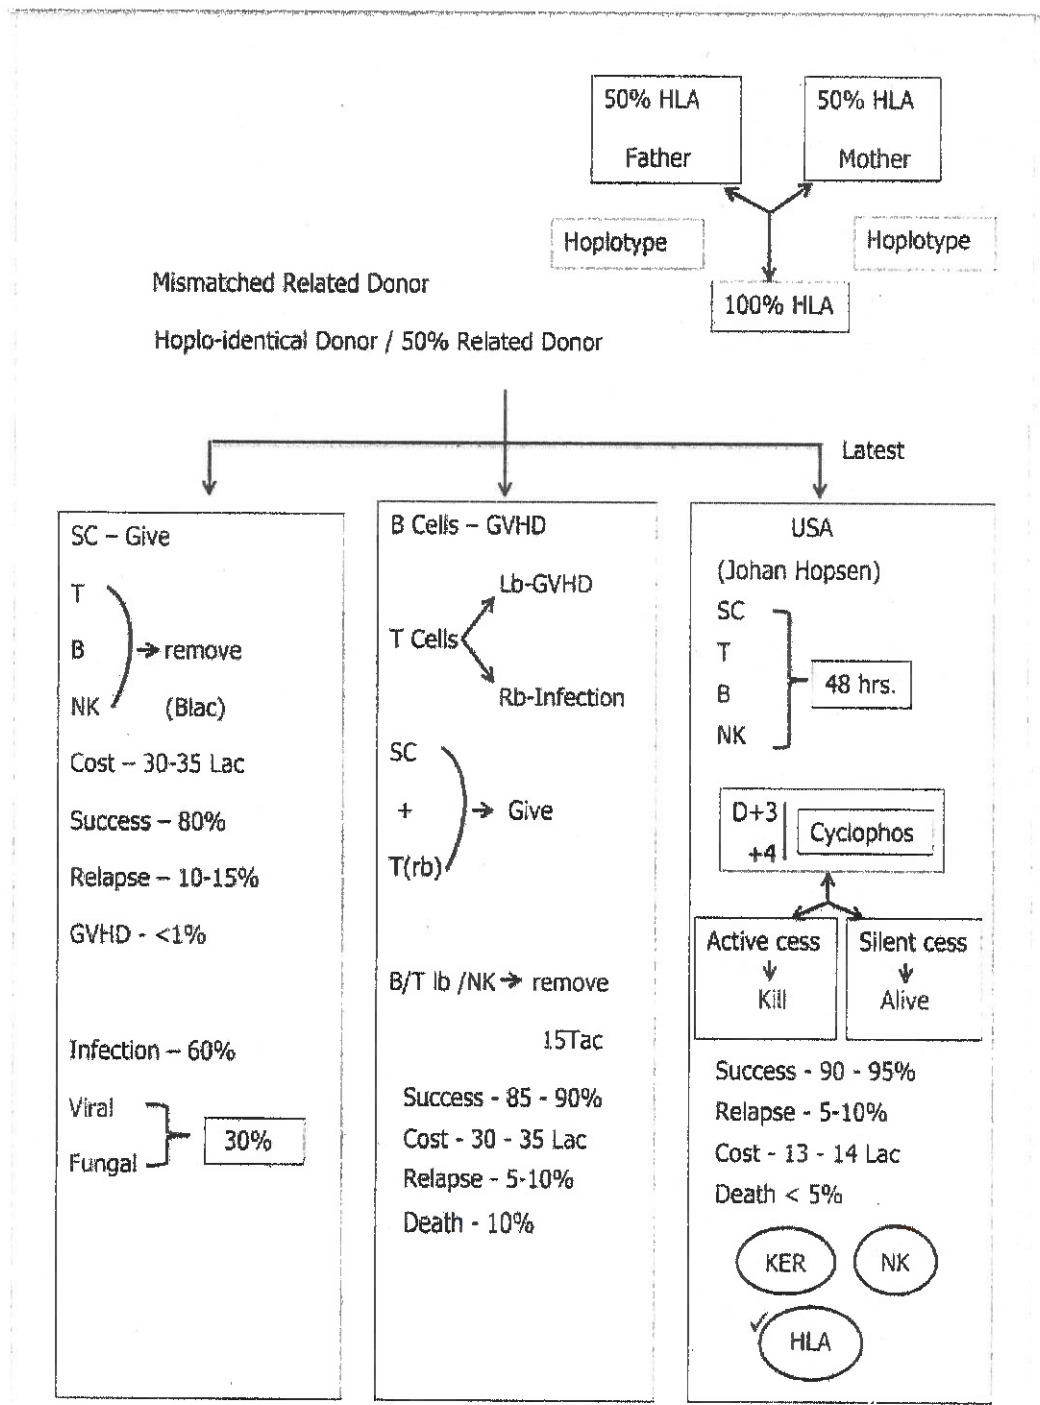 50% HLA
Father
50% HLA
Mother
Hoplotype
Hoplotype
100% HLA
Mismatched Related Donor
Hoplo-identical Donor / 50% Related Donor
Latest
SC – Give
T
B
NK
remove
(Blac)
Cost – 30-35 Lac
Success – 80%
Relapse – 10-15%
GVHD - <1%
Infection – 60%
Viral
Fungal
30%
B Cells – GVHD
T Cells
Lb-GVHD
Rb-Infection
SC
+
T(rb)
Give
B/T lb /NK → remove
15Tac
Success - 85 - 90%
Cost - 30 - 35 Lac
Relapse - 5-10%
Death - 10%
USA
(Johan Hopsen)
SC
T
B
NK
48 hrs.
D+3
+4
Cyclophos
Active cess
Kill
Silent cess
Alive
Success - 90 - 95%
Relapse - 5-10%
Cost - 13 - 14 Lac
Death < 5%
KER
NK
HLA